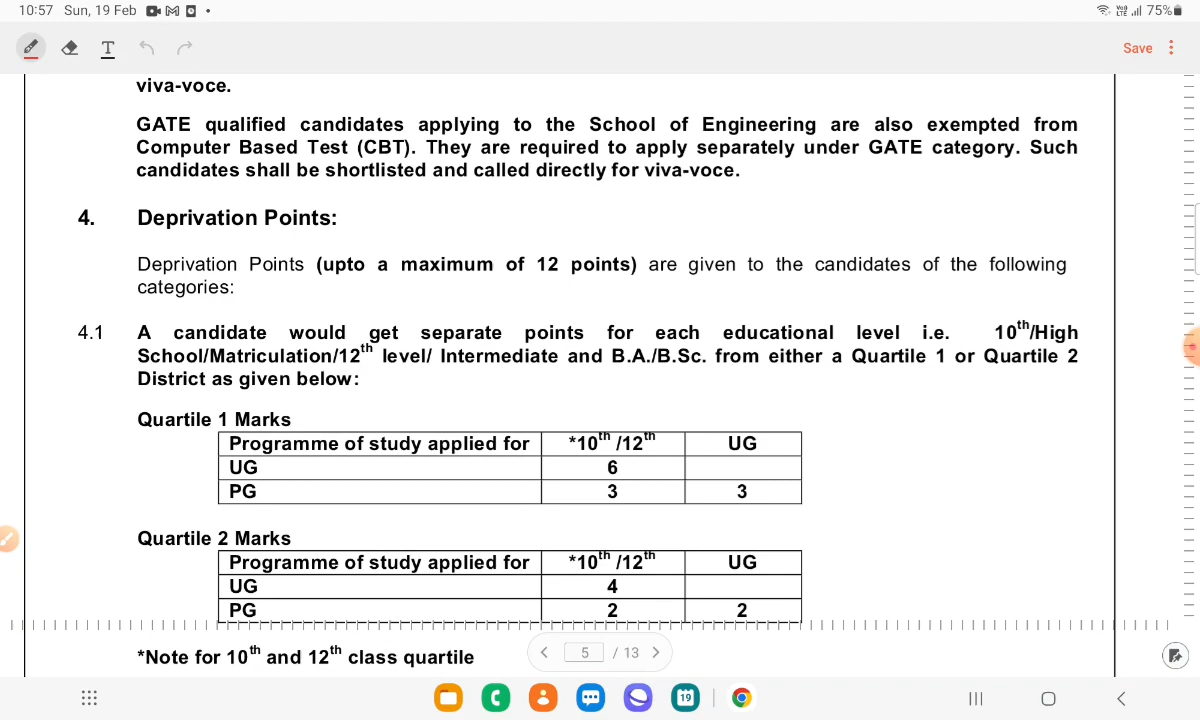 10:57 Sun, 19 Feb
75%
T
Save
viva-voce.
GATE qualified candidates applying to the School of Engineering are also exempted from
Computer Based Test (CBT). They are required to apply separately under GATE category. Such
candidates shall be shortlisted and called directly for viva-voce.
4. Deprivation Points:
Deprivation Points (upto a maximum of 12 points) are given to the candidates of the following
categories:
4.1 A candidate would get separate points for each educational level i.e. 10th/High
School/Matriculation/12th level/ Intermediate and B.A./B.Sc. from either a Quartile 1 or Quartile 2
District as given below:
Quartile 1 Marks
Programme of study applied for *10th /12th UG
UG 6
PG 3 3
Quartile 2 Marks
Programme of study applied for *10th /12th UG
UG 4
PG 2 2
*Note for 10th and 12th class quartile
5 / 13
19